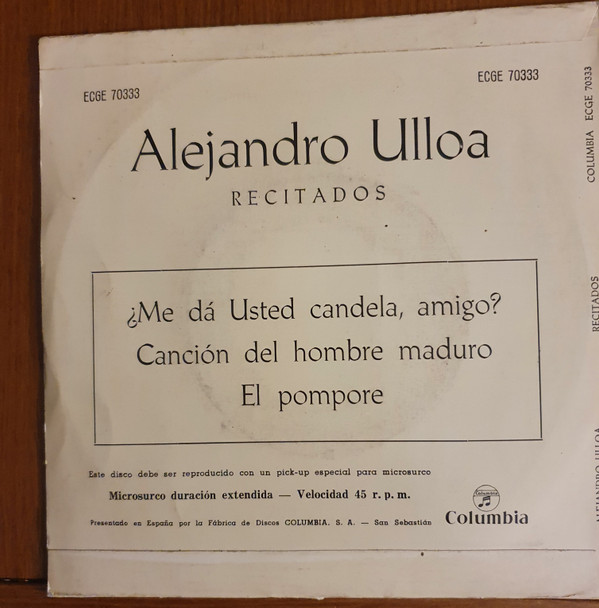 ECGE 70333
ECGE 70333
Alejandro Ulloa
RECITADOS
¿Me dá Usted candela, amigo?
Canción del hombre maduro
El pompore
Este disco debe ser reproducido con un pick-up especial para microsurco
Microsurco duración extendida — Velocidad 45 r. p. m.
Presentado en España por la Fábrica de Discos COLUMBIA, S. A. — San Sebastián
Columbia
COLUMBIA ECGE 70333
RECITADOS
ALEJANDRO ULLOA